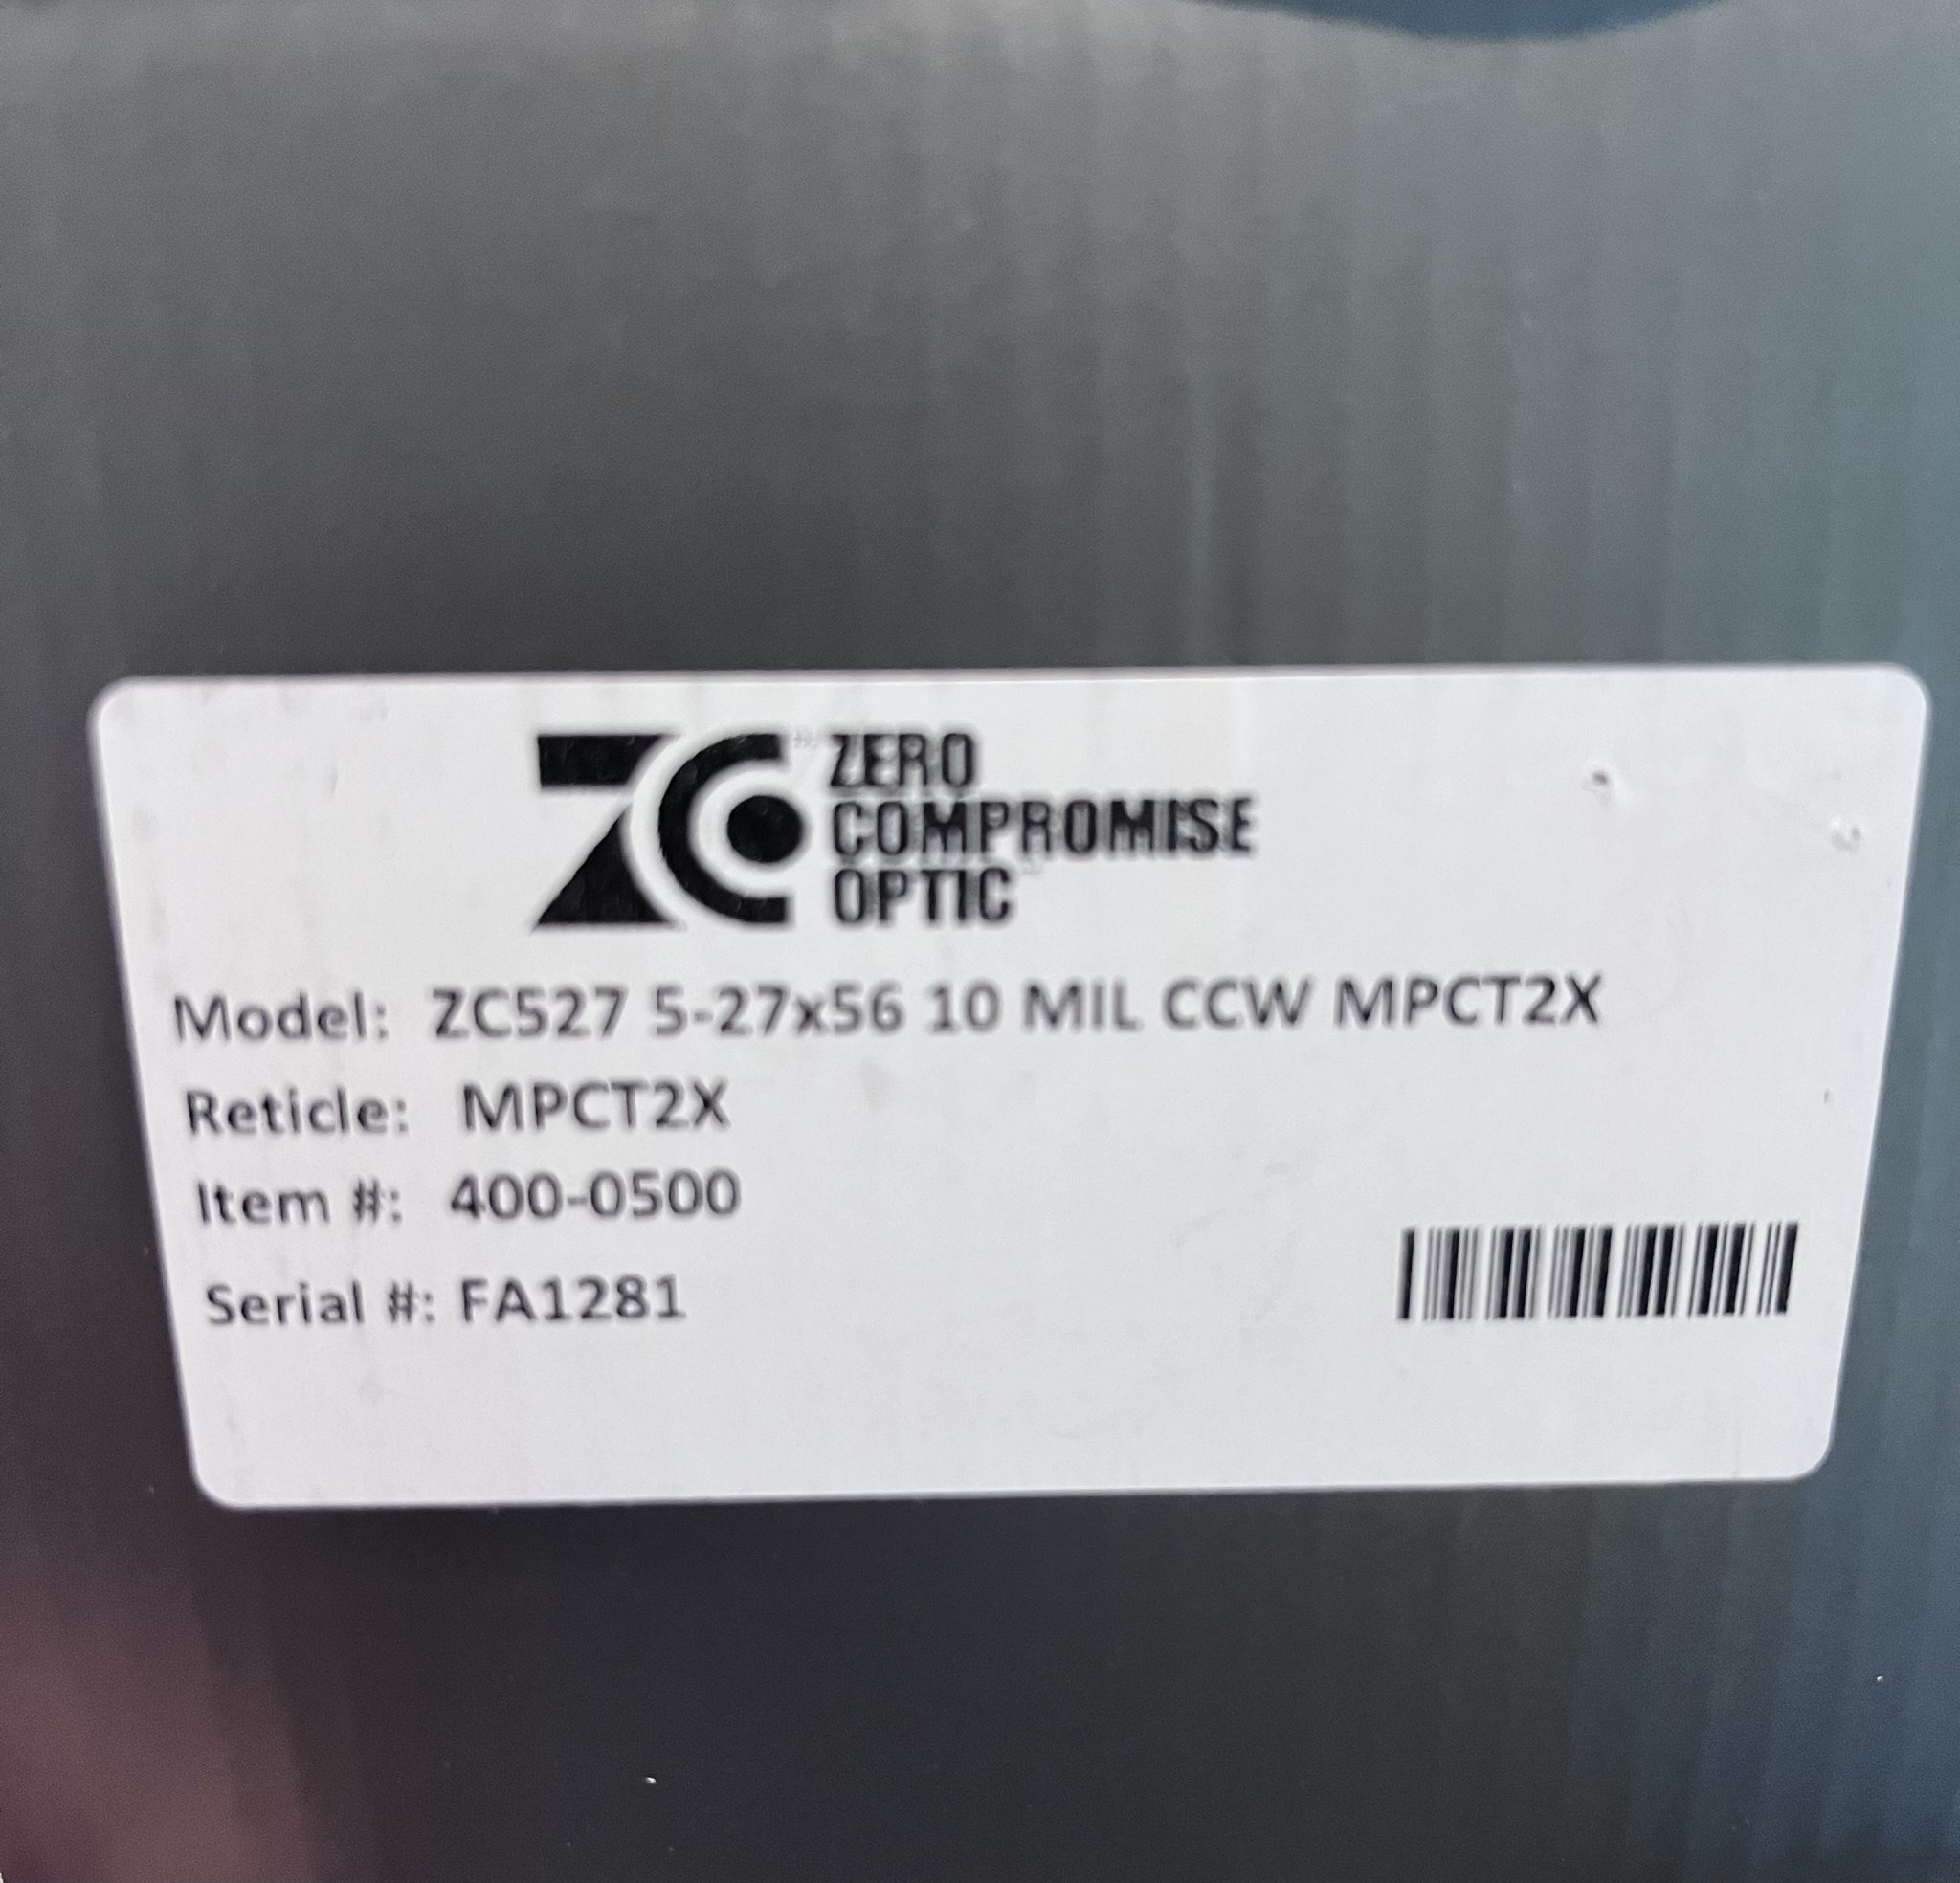 ZC ZERO
COMPROMISE
OPTIC
Model: ZC527 5-27x56 10 MIL CCW MPCT2X
Reticle: MPCT2X
Item #: 400-0500
Serial #: FA1281